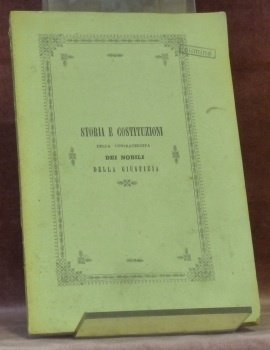 STORIA E COSTITUZIONI
DELLA CONFRATERNITA
DEI NOBILI
DELLA GIUSTIZIA